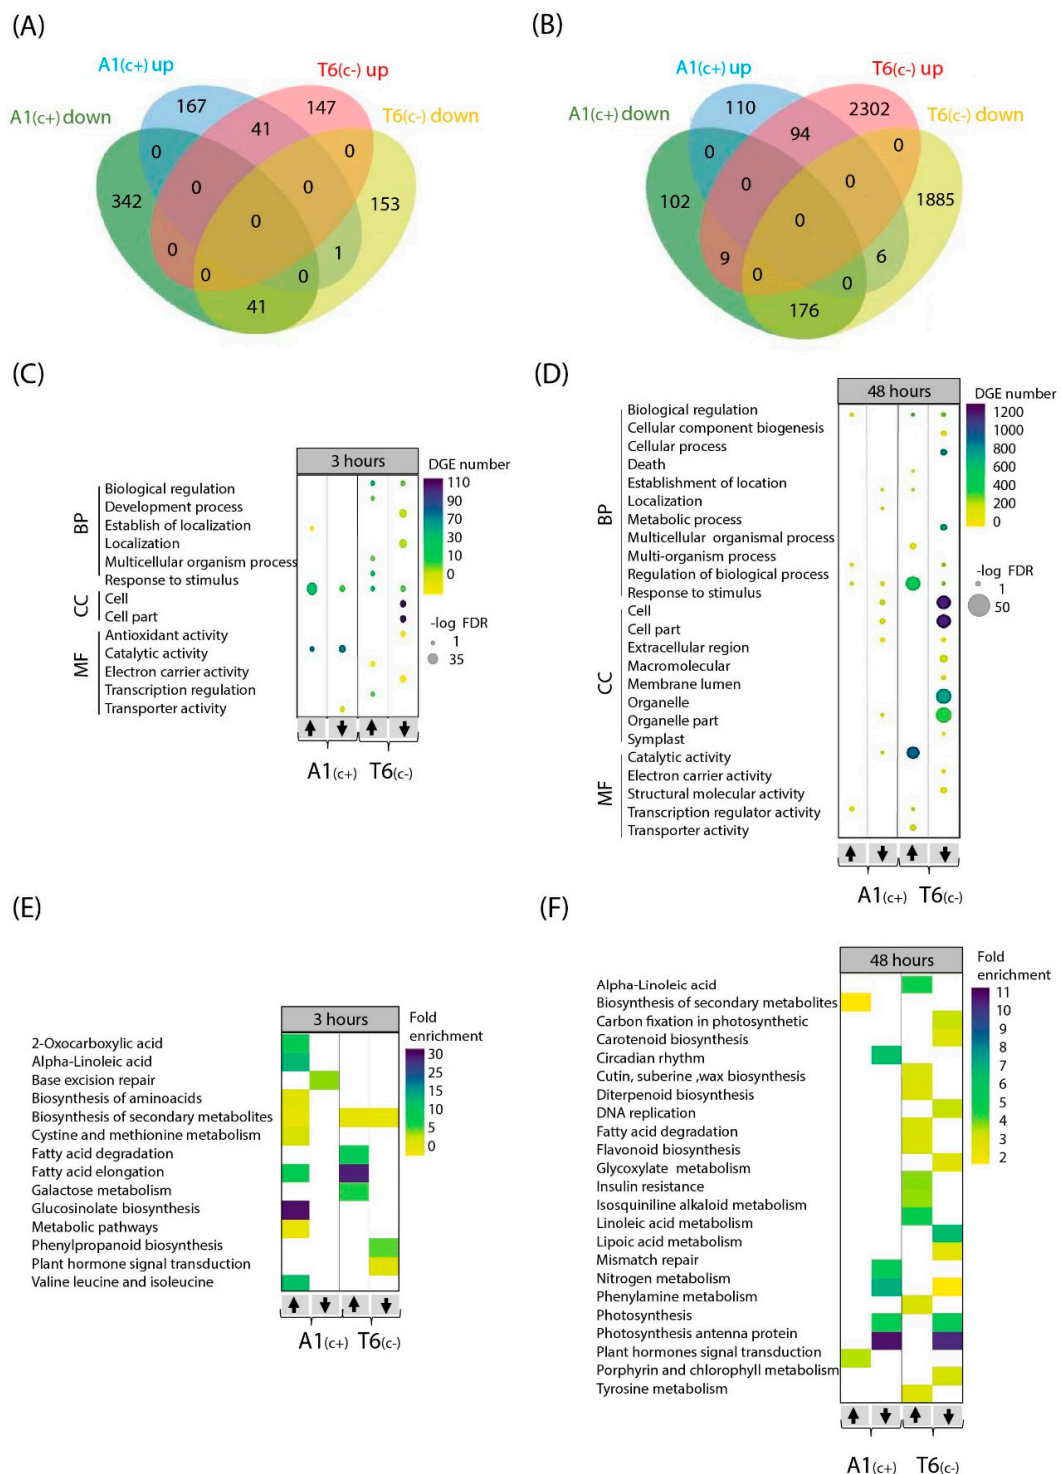 (A)
A1(c+) up
T6(c-) up
A1(c+) down
T6(c-) down
167
147
41
0
0
342
0
0
153
0
0
1
0
0
41
(B)
A1(c+) up
T6(c-) up
A1(c+) down
T6(c-) down
110
2302
94
0
0
102
0
0
1885
0
9
6
0
0
176
(C)
3 hours
DGE number
110
90
70
30
10
0
-log FDR
1
35
BP
Biological regulation
Development process
Establish of localization
Localization
Multicellular organism process
Response to stimulus
CC
Cell
Cell part
MF
Antioxidant activity
Catalytic activity
Electron carrier activity
Transcription regulation
Transporter activity
A1(c+) T6(c-)
(D)
48 hours
DGE number
1200
1000
800
600
400
200
0
-log FDR
1
50
BP
Biological regulation
Cellular component biogenesis
Cellular process
Death
Establishment of location
Localization
Metabolic process
Multicellular organismal process
Multi-organism process
Regulation of biological process
Response to stimulus
CC
Cell
Cell part
Extracellular region
Macromolecular
Membrane lumen
Organelle
Organelle part
Symplast
MF
Catalytic activity
Electron carrier activity
Structural molecular activity
Transcription regulator activity
Transporter activity
A1(c+) T6(c-)
(E)
3 hours
Fold
enrichment
30
25
20
15
10
5
0
2-Oxocarboxylic acid
Alpha-Linoleic acid
Base excision repair
Biosynthesis of aminoacids
Biosynthesis of secondary metabolites
Cystine and methionine metabolism
Fatty acid degradation
Fatty acid elongation
Galactose metabolism
Glucosinolate biosynthesis
Metabolic pathways
Phenylpropanoid biosynthesis
Plant hormone signal transduction
Valine leucine and isoleucine
A1(c+) T6(c-)
(F)
48 hours
Fold
enrichment
11
10
9
8
7
6
5
4
3
2
Alpha-Linoleic acid
Biosynthesis of secondary metabolites
Carbon fixation in photosynthetic
Carotenoid biosynthesis
Circadian rhythm
Cutin, suberine ,wax biosynthesis
Diterpenoid biosynthesis
DNA replication
Fatty acid degradation
Flavonoid biosynthesis
Glycoxylate metabolism
Insulin resistance
Isosquiniline alkaloid metabolism
Linoleic acid metabolism
Lipoic acid metabolism
Mismatch repair
Nitrogen metabolism
Phenylamine metabolism
Photosynthesis
Photosynthesis antenna protein
Plant hormones signal transduction
Porphyrin and chlorophyll metabolism
Tyrosine metabolism
A1(c+) T6(c-)